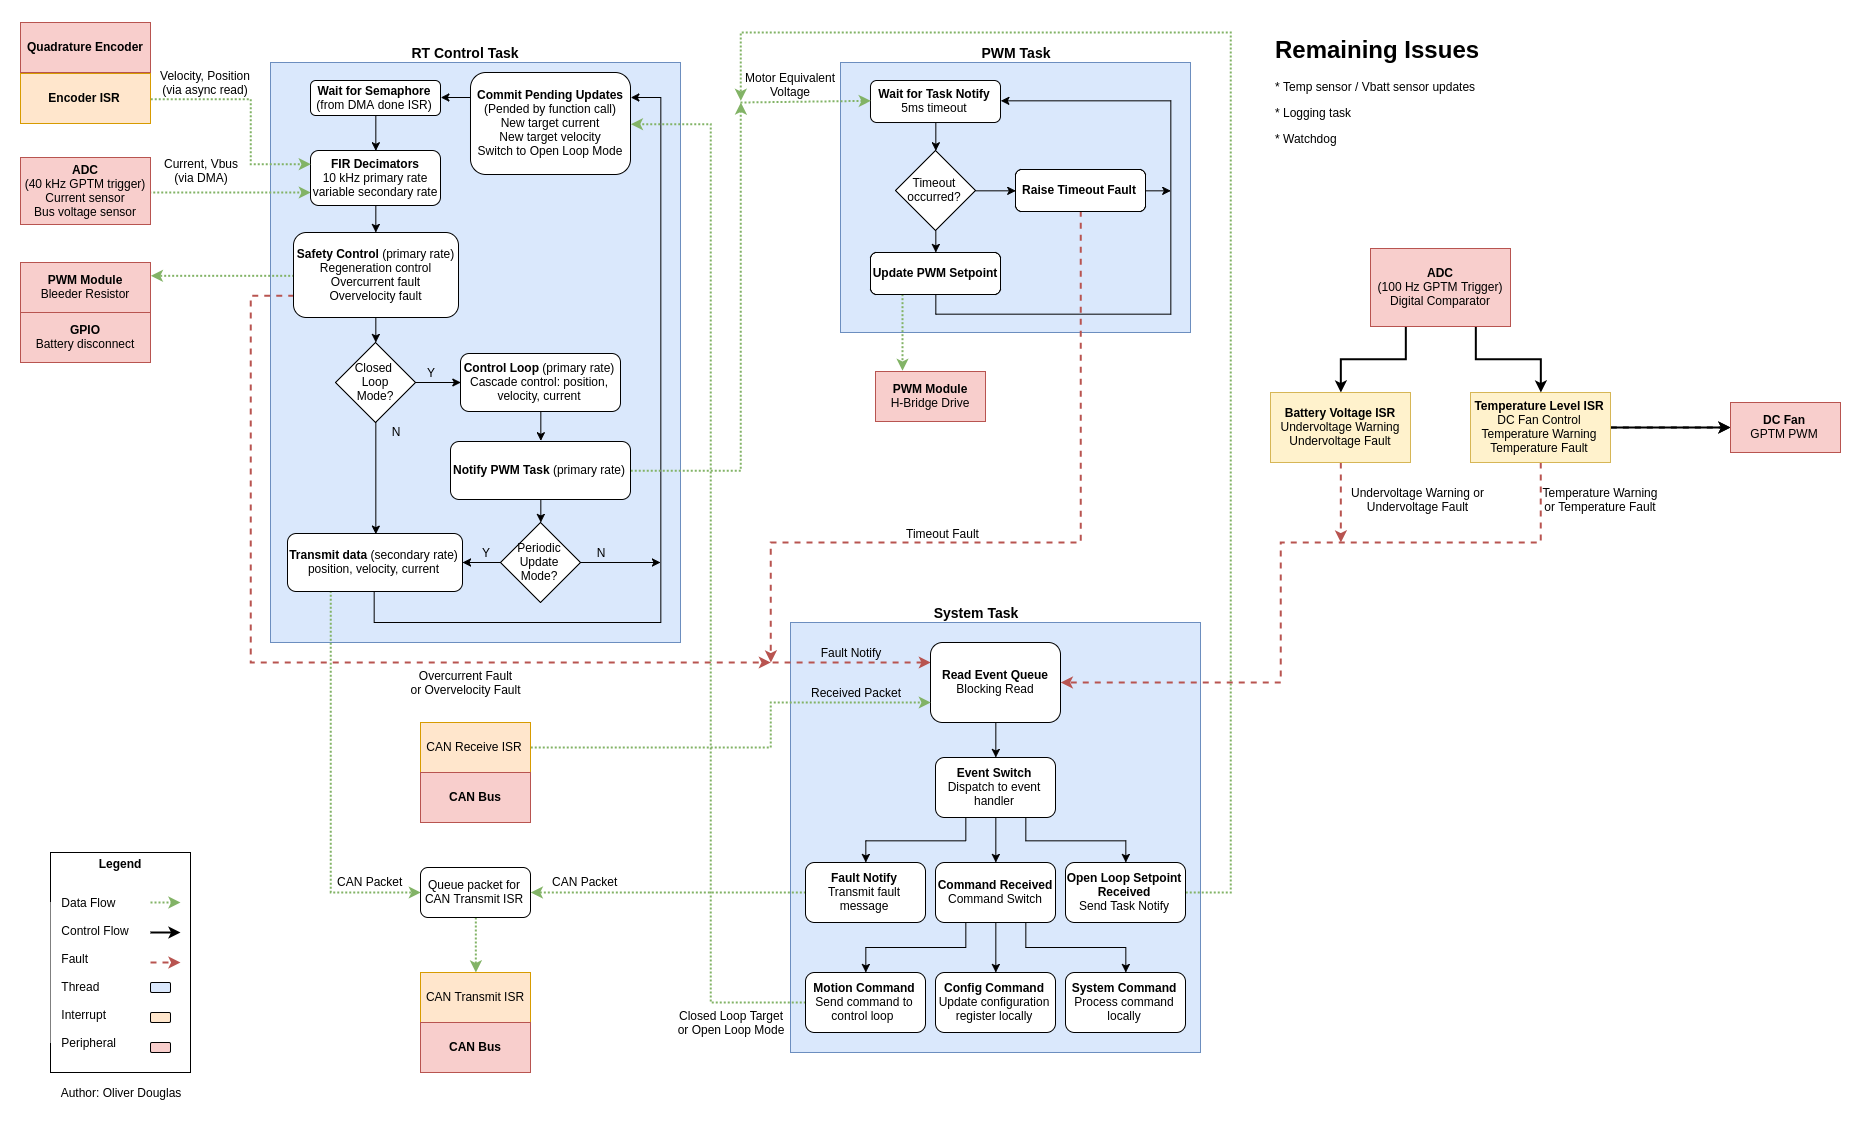 Quadrature Encoder
Encoder ISR
Velocity, Position
(via async read)
ADC
(40 kHz GPTM trigger)
Current sensor
Bus voltage sensor
Current, Vbus
(via DMA)
PWM Module
Bleeder Resistor
GPIO
Battery disconnect
RT Control Task
Wait for Semaphore
(from DMA done ISR)
Commit Pending Updates
(Pended by function call)
New target current
New target velocity
Switch to Open Loop Mode
FIR Decimators
10 kHz primary rate
variable secondary rate
Safety Control (primary rate)
Regeneration control
Overcurrent fault
Overvelocity fault
Closed
Loop
Mode?
Y
N
Control Loop (primary rate)
Cascade control: position,
velocity, current
Notify PWM Task (primary rate)
Periodic
Update
Mode?
Y
N
Transmit data (secondary rate)
position, velocity, current
Overcurrent Fault
or Overvelocity Fault
PWM Task
Motor Equivalent
Voltage
Wait for Task Notify
5ms timeout
Timeout
occurred?
Raise Timeout Fault
Update PWM Setpoint
PWM Module
H-Bridge Drive
Timeout Fault
Remaining Issues
* Temp sensor / Vbatt sensor updates
* Logging task
* Watchdog
ADC
(100 Hz GPTM Trigger)
Digital Comparator
Battery Voltage ISR
Undervoltage Warning
Undervoltage Fault
Temperature Level ISR
DC Fan Control
Temperature Warning
Temperature Fault
DC Fan
GPTM PWM
Undervoltage Warning or
Undervoltage Fault
Temperature Warning
or Temperature Fault
System Task
Fault Notify
Received Packet
Read Event Queue
Blocking Read
Event Switch
Dispatch to event
handler
Fault Notify
Transmit fault
message
Command Received
Command Switch
Open Loop Setpoint
Received
Send Task Notify
Motion Command
Send command to
control loop
Config Command
Update configuration
register locally
System Command
Process command
locally
Closed Loop Target
or Open Loop Mode
CAN Receive ISR
CAN Bus
CAN Packet
Queue packet for
CAN Transmit ISR
CAN Packet
CAN Transmit ISR
CAN Bus
Legend
Data Flow
Control Flow
Fault
Thread
Interrupt
Peripheral
Author: Oliver Douglas